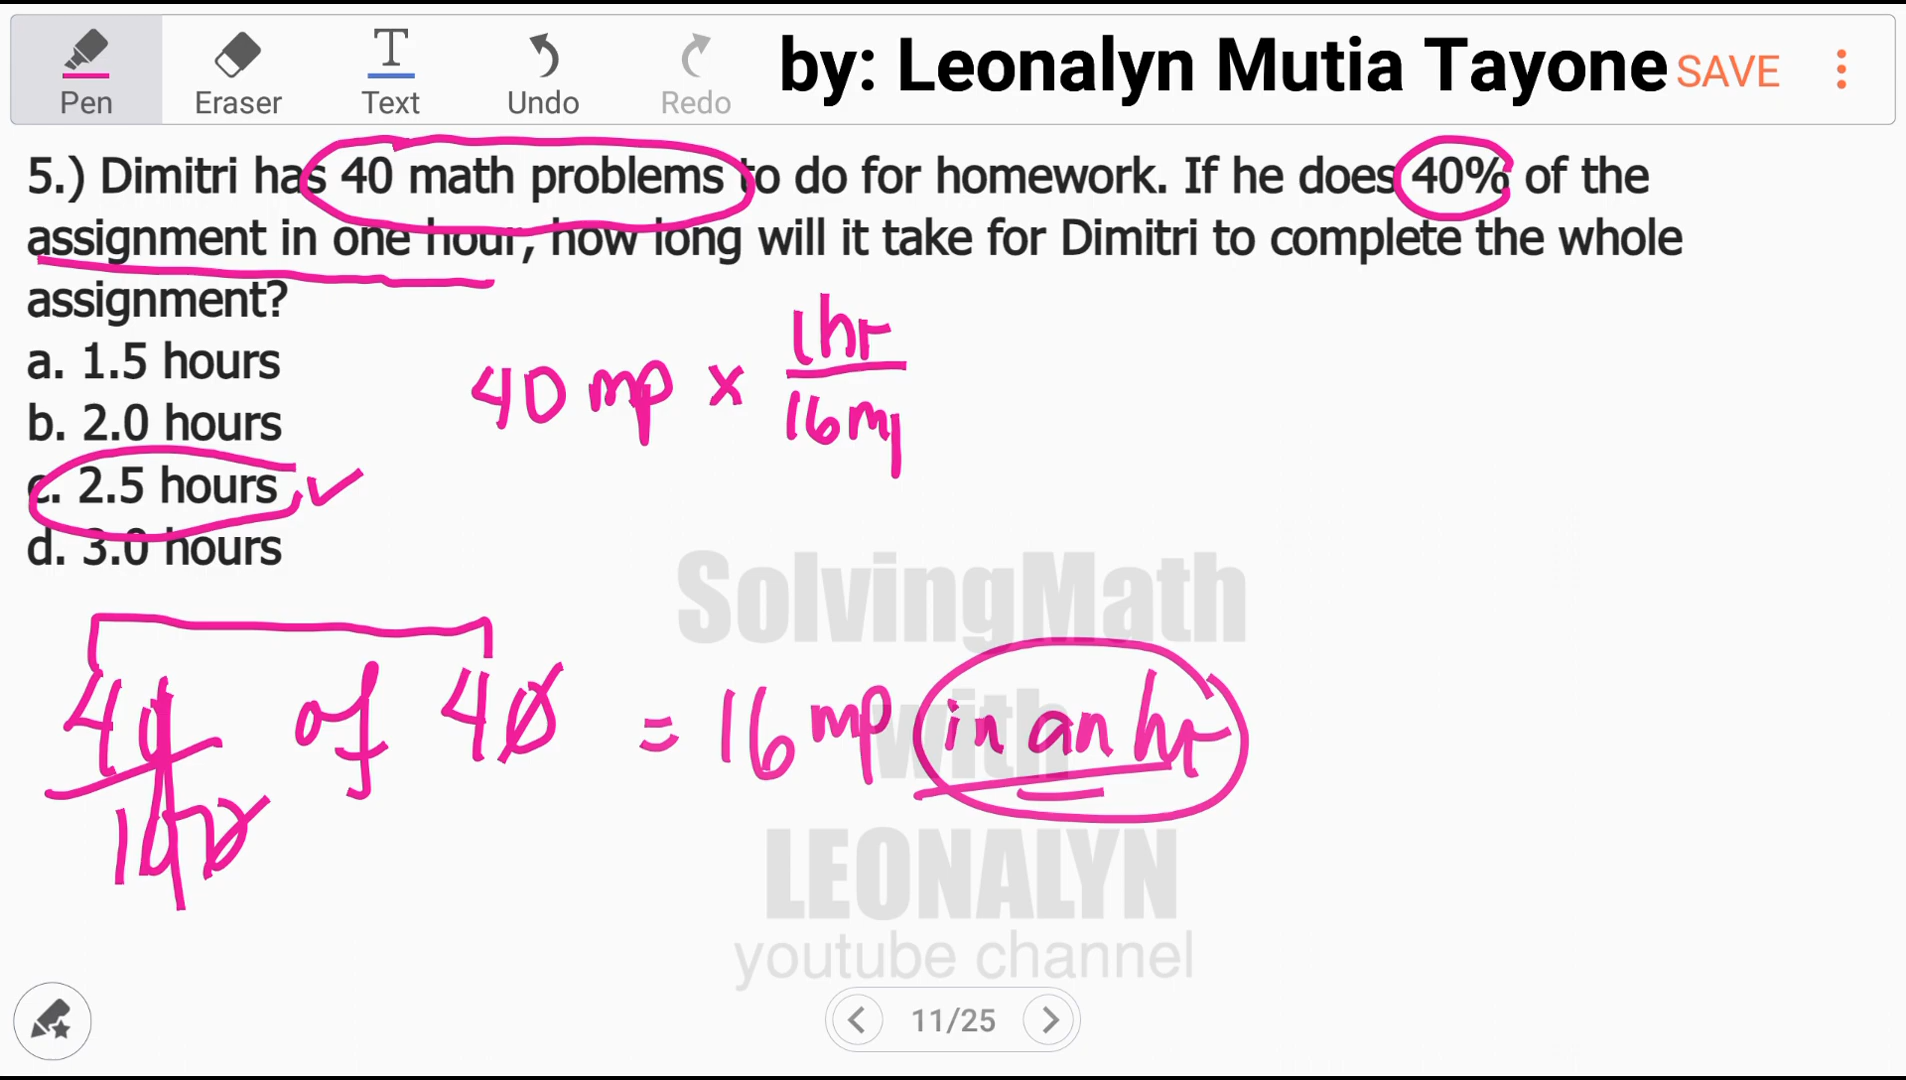 Pen
Eraser
Text
Undo
Redo
by: Leonalyn Mutia Tayone
SAVE
5.) Dimitri has 40 math problems to do for homework. If he does 40% of the
assignment in one hour, how long will it take for Dimitri to complete the whole
assignment?
a. 1.5 hours
b. 2.0 hours
c. 2.5 hours
d. 3.0 hours
40 mp x 1hr
16mp
SolvingMath
with
LEONALYN
youtube channel
40 of 40 = 16 mp in an hr
100
11/25